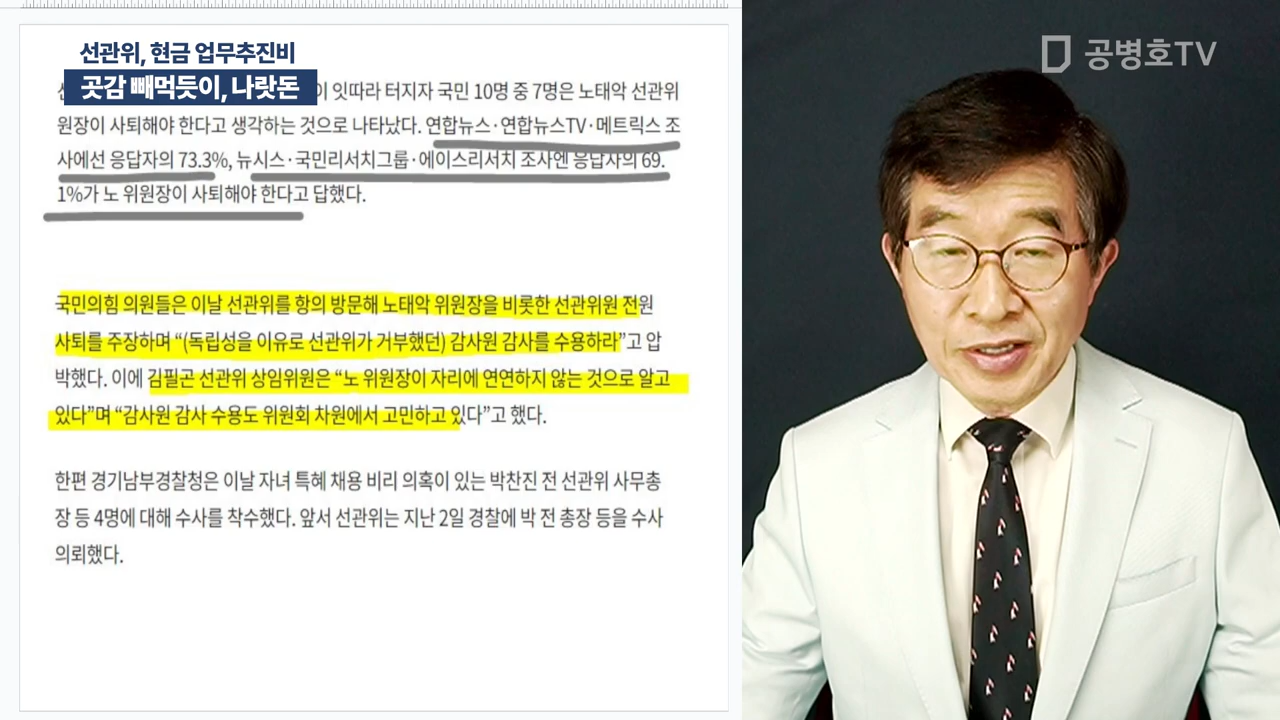 선관위, 현금 업무추진비
곳감 빼먹듯이, 나랏돈
공병호TV
이 잇따라 터지자 국민 10명 중 7명은 노태악 선관위
원장이 사퇴해야 한다고 생각하는 것으로 나타났다. 연합뉴스·연합뉴스TV·메트릭스 조
사에선 응답자의 73.3%, 뉴시스·국민리서치그룹·에이스리서치 조사엔 응답자의 69.
1%가 노 위원장이 사퇴해야 한다고 답했다.
국민의힘 의원들은 이날 선관위를 항의 방문해 노태악 위원장을 비롯한 선관위원 전원
사퇴를 주장하며 “(독립성을 이유로 선관위가 거부했던) 감사원 감사를 수용하라”고 압
박했다. 이에 김필곤 선관위 상임위원은 “노 위원장이 자리에 연연하지 않는 것으로 알고
있다”며 “감사원 감사 수용도 위원회 차원에서 고민하고 있다”고 했다.
한편 경기남부경찰청은 이날 자녀 특혜 채용 비리 의혹이 있는 박찬진 전 선관위 사무총
장 등 4명에 대해 수사를 착수했다. 앞서 선관위는 지난 2일 경찰에 박 전 총장 등을 수사
의뢰했다.